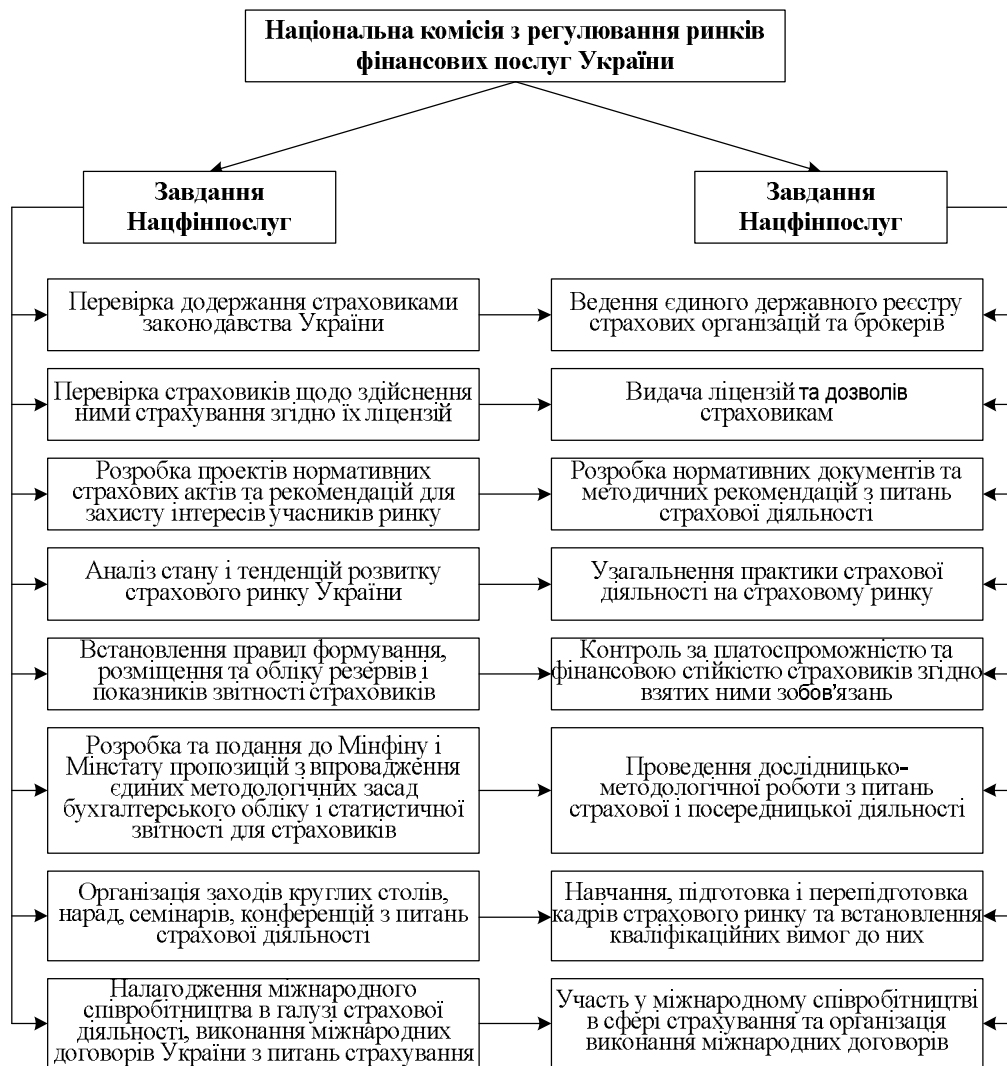 Національна комісія з регулювання ринків
фінансових послуг України
Завдання
Нацфінпослуг
Завдання
Нацфінпослуг
Перевірка додержання страховиками
законодавства України
Ведення єдиного державного реєстру
страхових організацій та брокерів
Перевірка страховиків щодо здійснення
ними страхування згідно їх ліцензій
Видача ліцензій та дозволів
страховикам
Розробка проектів нормативних
страхових актів та рекомендацій для
захисту інтересів учасників ринку
Розробка нормативних документів та
методичних рекомендацій з питань
страхової діяльності
Аналіз стану і тенденцій розвитку
страхового ринку України
Узагальнення практики страхової
діяльності на страховому ринку
Встановлення правил формування,
розміщення та обліку резервів і
показників звітності страховиків
Контроль за платоспроможністю та
фінансовою стійкістю страховиків згідно
взятих ними зобов'язань
Розробка та подання до Мінфіну і
Мінстату пропозицій з впровадження
єдиних методологічних засад
бухгалтерського обліку і статистичної
звітності для страховиків
Проведення дослідницько-
методологічної роботи з питань
страхової і посередницької діяльності
Організація заходів круглих столів,
нарад, семінарів, конференцій з питань
страхової діяльності
Навчання, підготовка і перепідготовка
кадрів страхового ринку та встановлення
кваліфікаційних вимог до них
Налагодження міжнародного
співробітництва в галузі страхової
діяльності, виконання міжнародних
договорів України з питань страхування
Участь у міжнародному співробітництві
в сфері страхування та організація
виконання міжнародних договорів